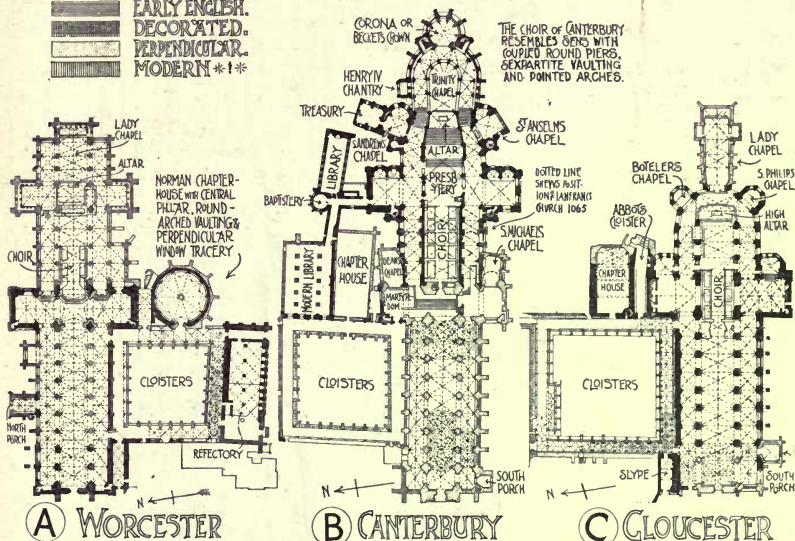 EARLY ENGLISH.
DECORATED.
PERPENDICULAR.
MODERN *!*
LADY
CHAPEL
ALTAR
NORMAN CHAPTER-
HOUSE WITH CENTRAL
PILLAR, ROUND-
ARCHED VAULTING &
PERPENDICULAR
WINDOW TRACERY
CHOIR
CLOISTERS
NORTH
PORCH
REFECTORY
N
A WORCESTER
CORONA OR
BECKETS CROWN
THE CHOIR OF CANTERBURY
RESEMBLES SENS WITH
COUPLED ROUND PIERS,
SEXPARTITE VAULTING
AND POINTED ARCHES.
HENRY IV
CHANTRY
TRINITY
CHAPEL
TREASURY
ST ANSELMS
CHAPEL
S. ANDREWS
CHAPEL
ALTAR
LIBRARY
PRESB
YTERY
BAPTISTERY
DOTTED LINE
SHEWS POSIT-
ION OF LANFRANCS
CHURCH 1065
S. MICHAELS
CHAPEL
CHOIR
MODERN LIBRARY
CHAPTER
HOUSE
DEANS
CHAPEL
MARTYR
DOM
CLOISTERS
SOUTH
PORCH
N
B CANTERBURY
LADY
CHAPEL
BOTELERS
CHAPEL
S. PHILIPS
CHAPEL
ABBOTS
CLOISTER
HIGH
ALTAR
CHAPTER
HOUSE
CHOIR
CLOISTERS
SLYPE
SOUTH
PORCH
N
C GLOUCESTER